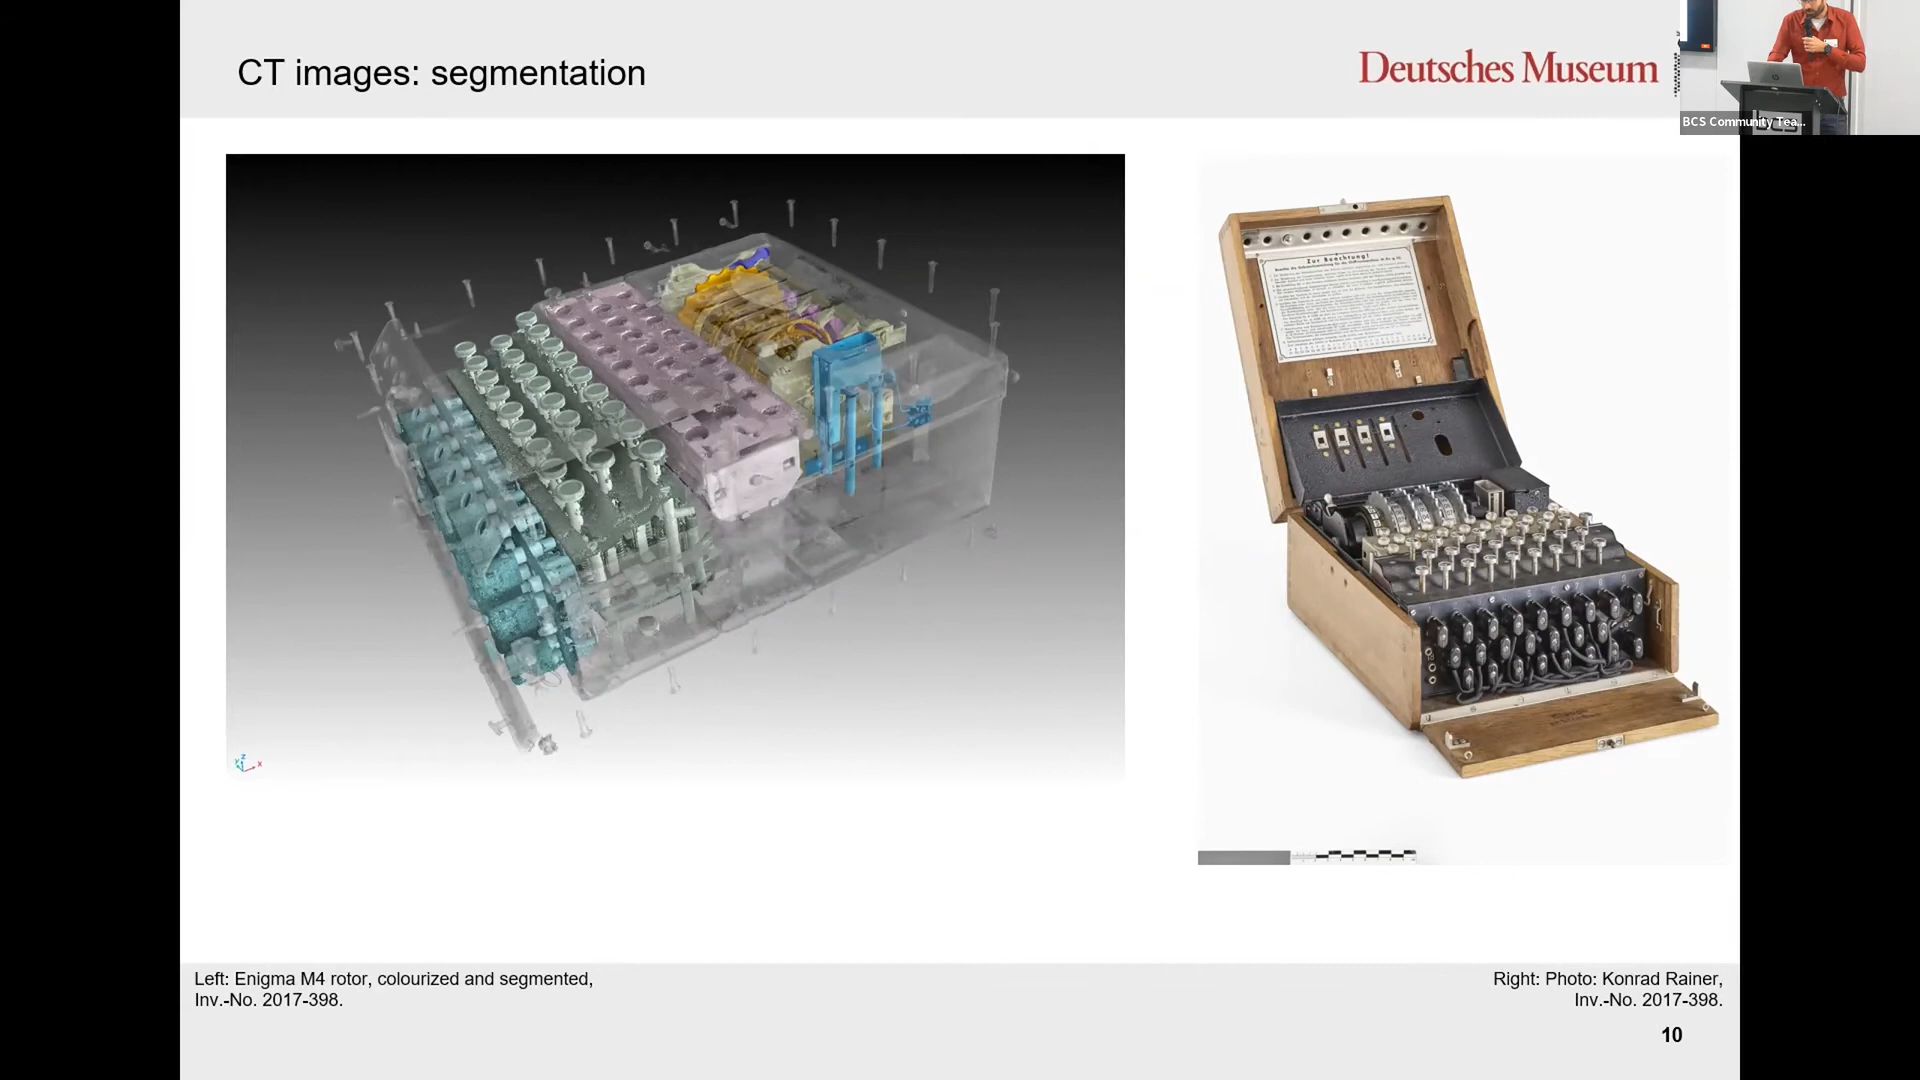 CT images: segmentation
Deutsches Museum
BCS Community Tea...
BCS
Zur Beachtung!
Left: Enigma M4 rotor, colourized and segmented,
Inv.-No. 2017-398.
Right: Photo: Konrad Rainer,
Inv.-No. 2017-398.
10